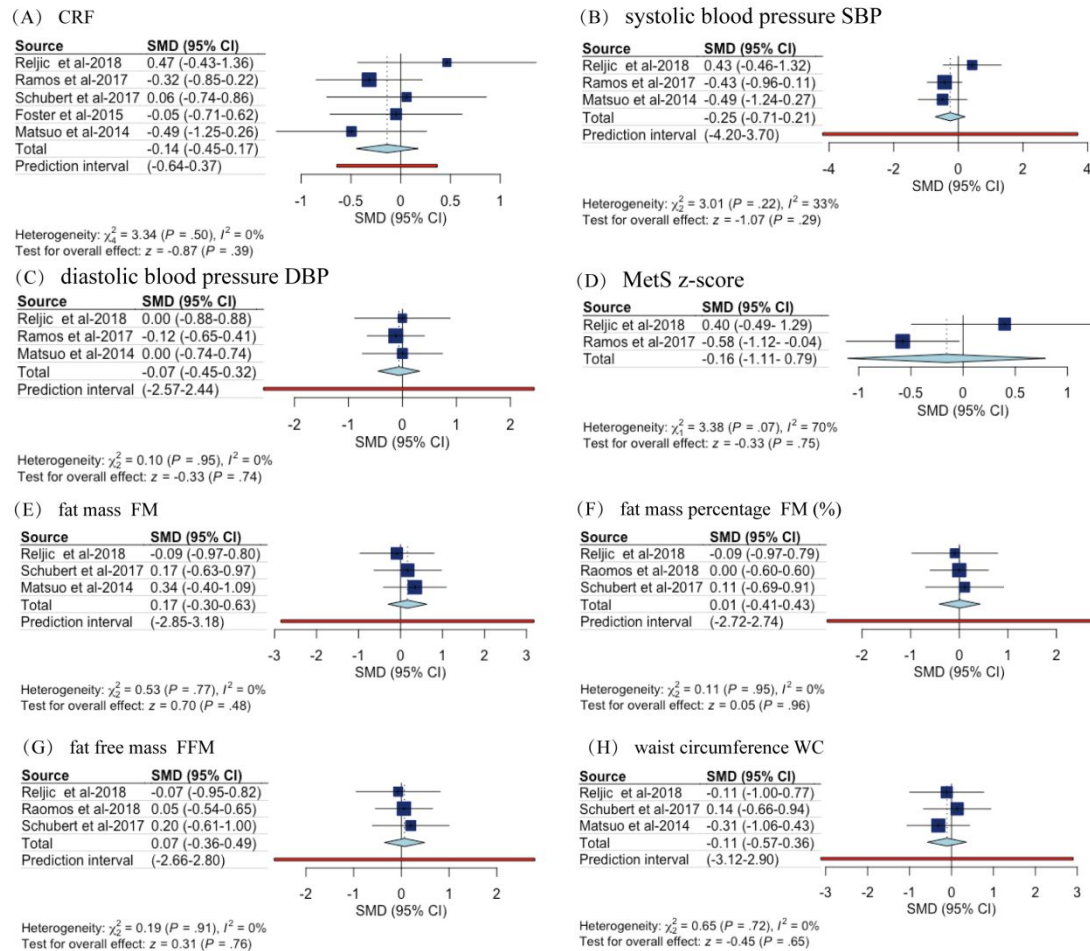 (A) CRF
Source SMD (95% CI)
Reljic et al-2018 0.47 (-0.43-1.36)
Ramos et al-2017 -0.32 (-0.85-0.22)
Schubert et al-2017 0.06 (-0.74-0.86)
Foster et al-2015 -0.05 (-0.71-0.62)
Matsuo et al-2014 -0.49 (-1.25-0.26)
Total -0.14 (-0.45-0.17)
Prediction interval (-0.64-0.37)
-1 -0.5 0 0.5 1
SMD (95% CI)
Heterogeneity: χ²₄ = 3.34 (P = .50), I² = 0%
Test for overall effect: z = -0.87 (P = .39)
(B) systolic blood pressure SBP
Source SMD (95% CI)
Reljic et al-2018 0.43 (-0.46-1.32)
Ramos et al-2017 -0.43 (-0.96-0.11)
Matsuo et al-2014 -0.49 (-1.24-0.27)
Total -0.25 (-0.71-0.21)
Prediction interval (-4.20-3.70)
-4 -2 0 2 4
SMD (95% CI)
Heterogeneity: χ²₂ = 3.01 (P = .22), I² = 33%
Test for overall effect: z = -1.07 (P = .29)
(C) diastolic blood pressure DBP
Source SMD (95% CI)
Reljic et al-2018 0.00 (-0.88-0.88)
Ramos et al-2017 -0.12 (-0.65-0.41)
Matsuo et al-2014 0.00 (-0.74-0.74)
Total -0.07 (-0.45-0.32)
Prediction interval (-2.57-2.44)
-2 -1 0 1 2
SMD (95% CI)
Heterogeneity: χ²₂ = 0.10 (P = .95), I² = 0%
Test for overall effect: z = -0.33 (P = .74)
(D) MetS z-score
Source SMD (95% CI)
Reljic et al-2018 0.40 (-0.49- 1.29)
Ramos et al-2017 -0.58 (-1.12- -0.04)
Total -0.16 (-1.11- 0.79)
-1 -0.5 0 0.5 1
SMD (95% CI)
Heterogeneity: χ²₁ = 3.38 (P = .07), I² = 70%
Test for overall effect: z = -0.33 (P = .75)
(E) fat mass FM
Source SMD (95% CI)
Reljic et al-2018 -0.09 (-0.97-0.80)
Schubert et al-2017 0.17 (-0.63-0.97)
Matsuo et al-2014 0.34 (-0.40-1.09)
Total 0.17 (-0.30-0.63)
Prediction interval (-2.85-3.18)
-3 -2 -1 0 1 2 3
SMD (95% CI)
Heterogeneity: χ²₂ = 0.53 (P = .77), I² = 0%
Test for overall effect: z = 0.70 (P = .48)
(F) fat mass percentage FM (%)
Source SMD (95% CI)
Reljic et al-2018 -0.09 (-0.97-0.79)
Raomos et al-2018 0.00 (-0.60-0.60)
Schubert et al-2017 0.11 (-0.69-0.91)
Total 0.01 (-0.41-0.43)
Prediction interval (-2.72-2.74)
-2 -1 0 1 2
SMD (95% CI)
Heterogeneity: χ²₂ = 0.11 (P = .95), I² = 0%
Test for overall effect: z = 0.05 (P = .96)
(G) fat free mass FFM
Source SMD (95% CI)
Reljic et al-2018 -0.07 (-0.95-0.82)
Raomos et al-2018 0.05 (-0.54-0.65)
Schubert et al-2017 0.20 (-0.61-1.00)
Total 0.07 (-0.36-0.49)
Prediction interval (-2.66-2.80)
-2 -1 0 1 2
SMD (95% CI)
Heterogeneity: χ²₂ = 0.19 (P = .91), I² = 0%
Test for overall effect: z = 0.31 (P = .76)
(H) waist circumference WC
Source SMD (95% CI)
Reljic et al-2018 -0.11 (-1.00-0.77)
Schubert et al-2017 0.14 (-0.66-0.94)
Matsuo et al-2014 -0.31 (-1.06-0.43)
Total -0.11 (-0.57-0.36)
Prediction interval (-3.12-2.90)
-3 -2 -1 0 1 2 3
SMD (95% CI)
Heterogeneity: χ²₂ = 0.65 (P = .72), I² = 0%
Test for overall effect: z = -0.45 (P = .65)